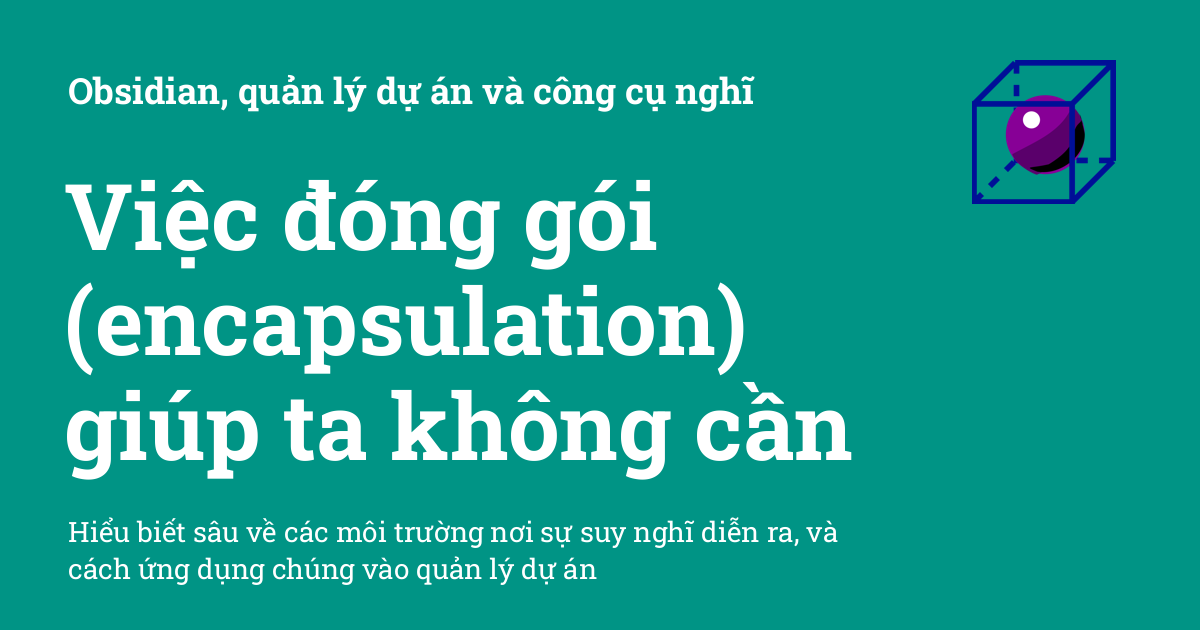 Obsidian, quản lý dự án và công cụ nghĩ
Việc đóng gói
(encapsulation)
giúp ta không cần
Hiểu biết sâu về các môi trường nơi sự suy nghĩ diễn ra, và
cách ứng dụng chúng vào quản lý dự án